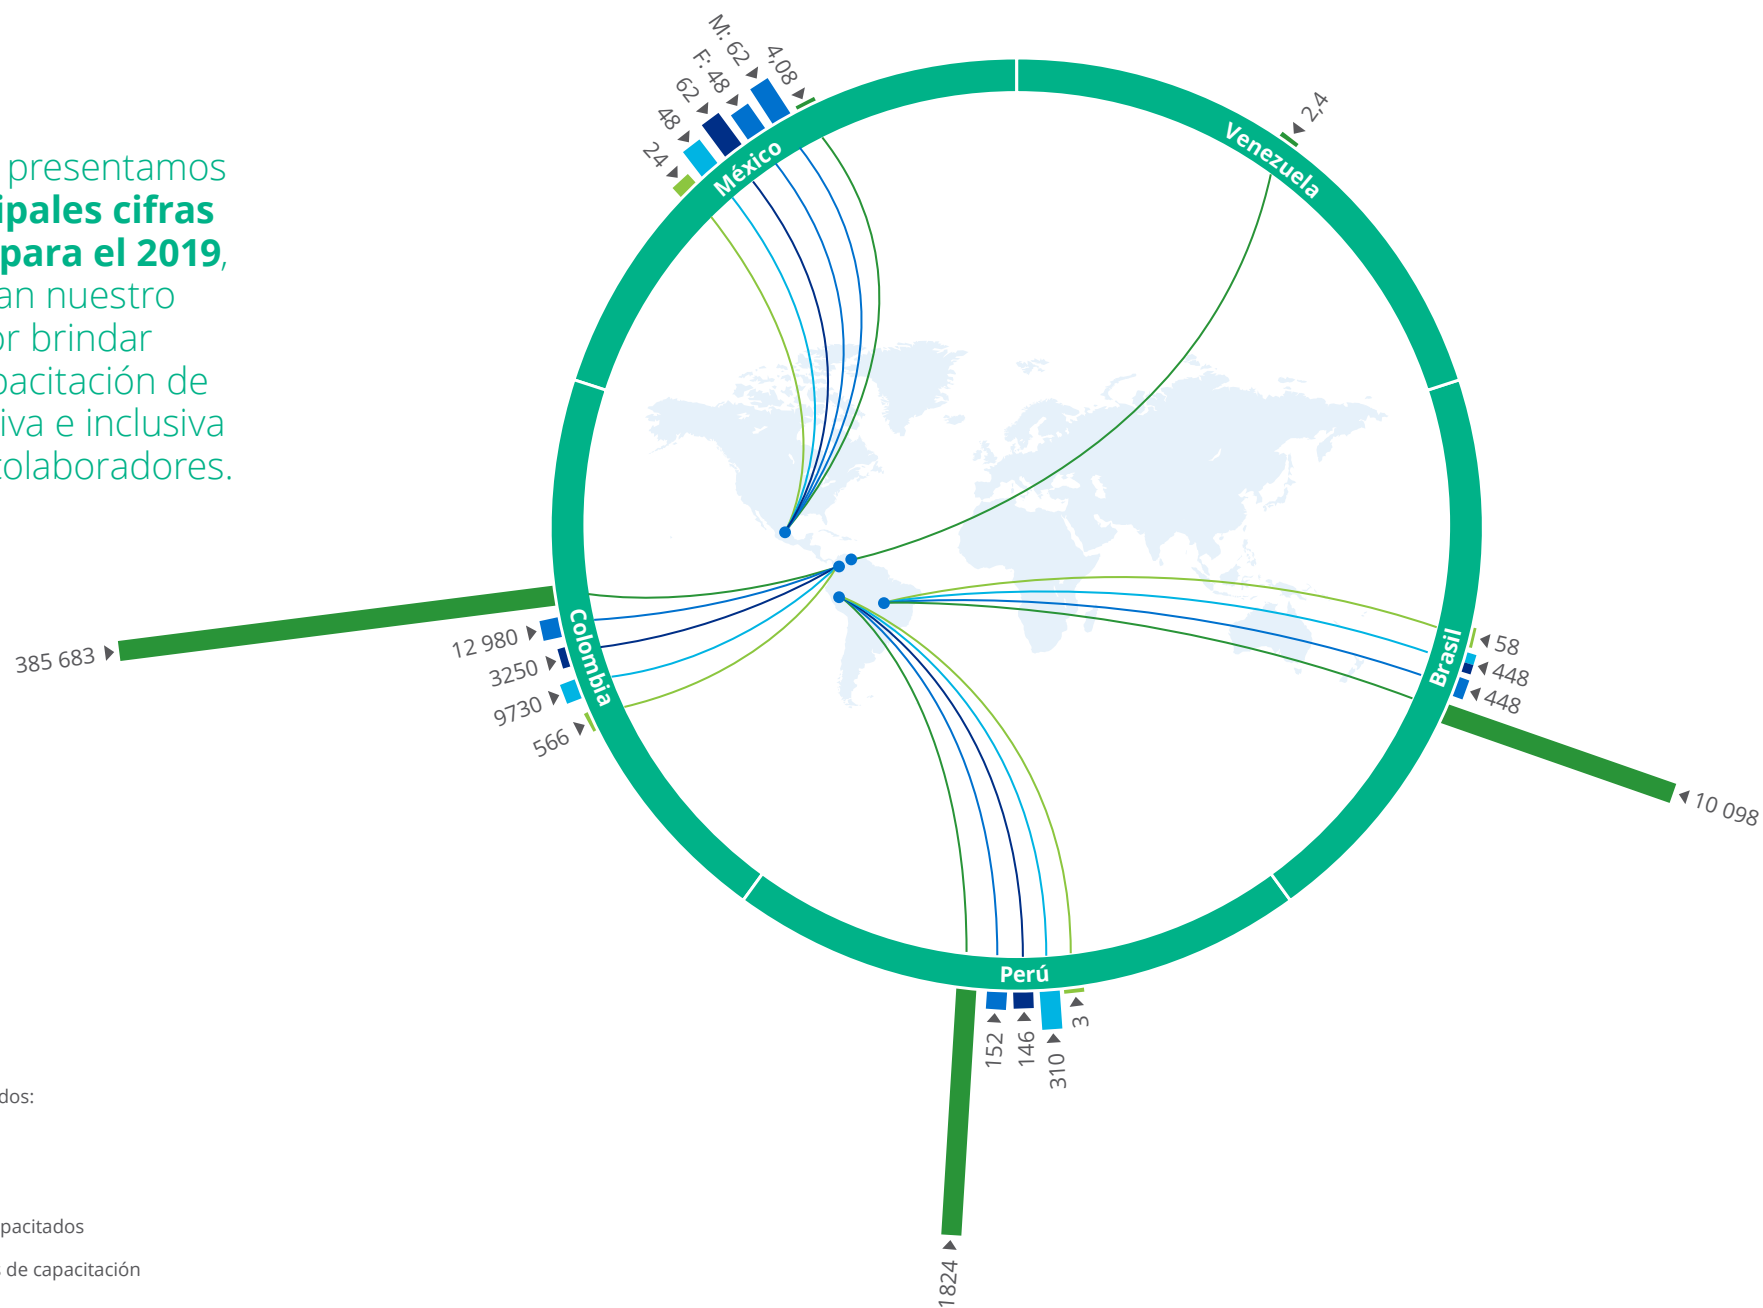 presentamos
ipales cifras
para el 2019,
an nuestro
or brindar
pacitación de
iva e inclusiva
colaboradores.
M: 62
4,08
F: 48
62
48
24
México
2,4
Venezuela
Colombia
385 683
12 980
3250
9730
566
Brasil
58
448
448
10 098
Perú
1824
152
146
310
3
dos:
pacitados
s de capacitación